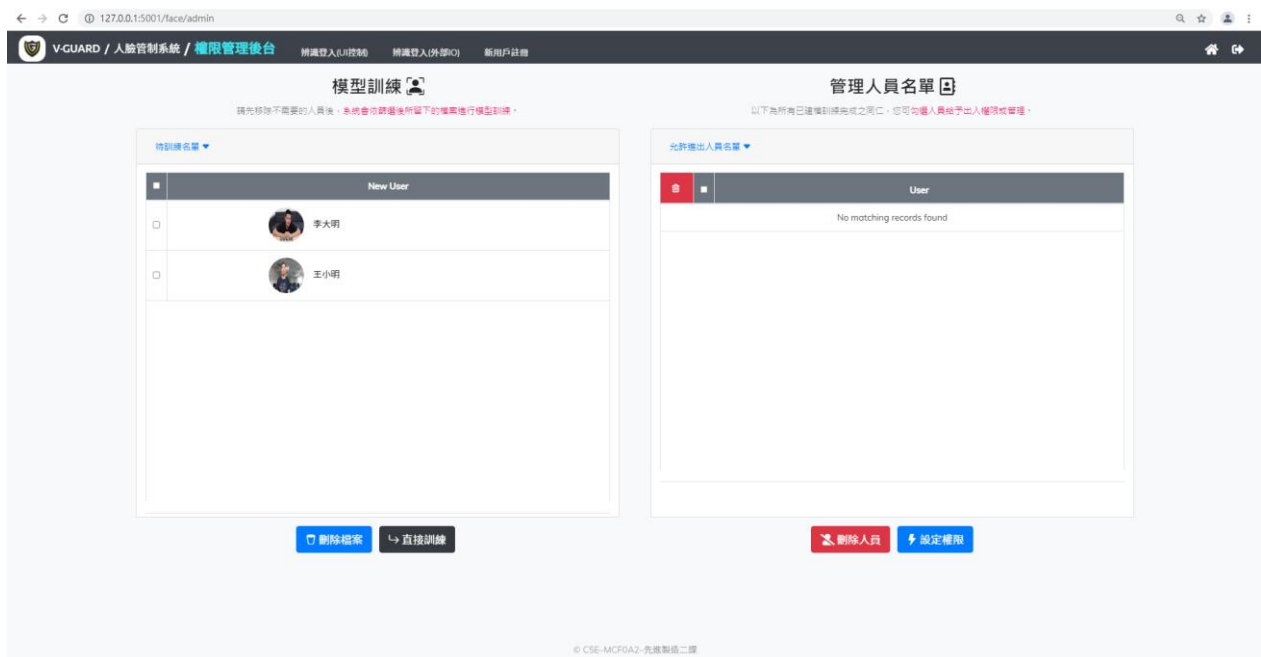 127.0.0.1:5001/face/admin
V-GUARD / 人臉管制系統 / 權限管理後台
辨識登入(UI控制)
辨識登入(外部IO)
新用戶註冊
模型訓練
請先移除不需要的人員後，系統會依篩選後所留下的檔案進行模型訓練。
待訓練名單
New User
李大明
王小明
刪除檔案
直接訓練
管理人員名單
以下為所有已建檔訓練完成之同仁，您可勾選人員給予出入權限或管理。
允許進出人員名單
User
No matching records found
刪除人員
設定權限
© CSE-MCF0A2-先進製造二課